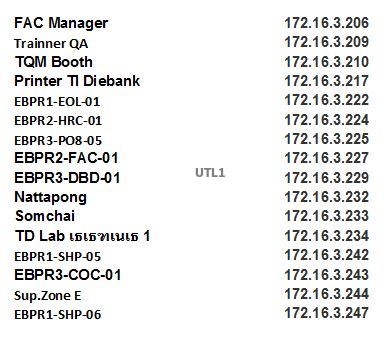 FAC Manager 172.16.3.206
Trainner QA 172.16.3.209
TQM Booth 172.16.3.210
Printer TI Diebank 172.16.3.217
EBPR1-EOL-01 172.16.3.222
EBPR2-HRC-01 172.16.3.224
EBPR3-PO8-05 172.16.3.225
EBPR2-FAC-01 172.16.3.227
EBPR3-DBD-01 172.16.3.229
UTL1
Nattapong 172.16.3.232
Somchai 172.16.3.233
TD Lab เธเธฑเนเธ 1 172.16.3.234
EBPR1-SHP-05 172.16.3.242
EBPR3-COC-01 172.16.3.243
Sup.Zone E 172.16.3.244
EBPR1-SHP-06 172.16.3.247